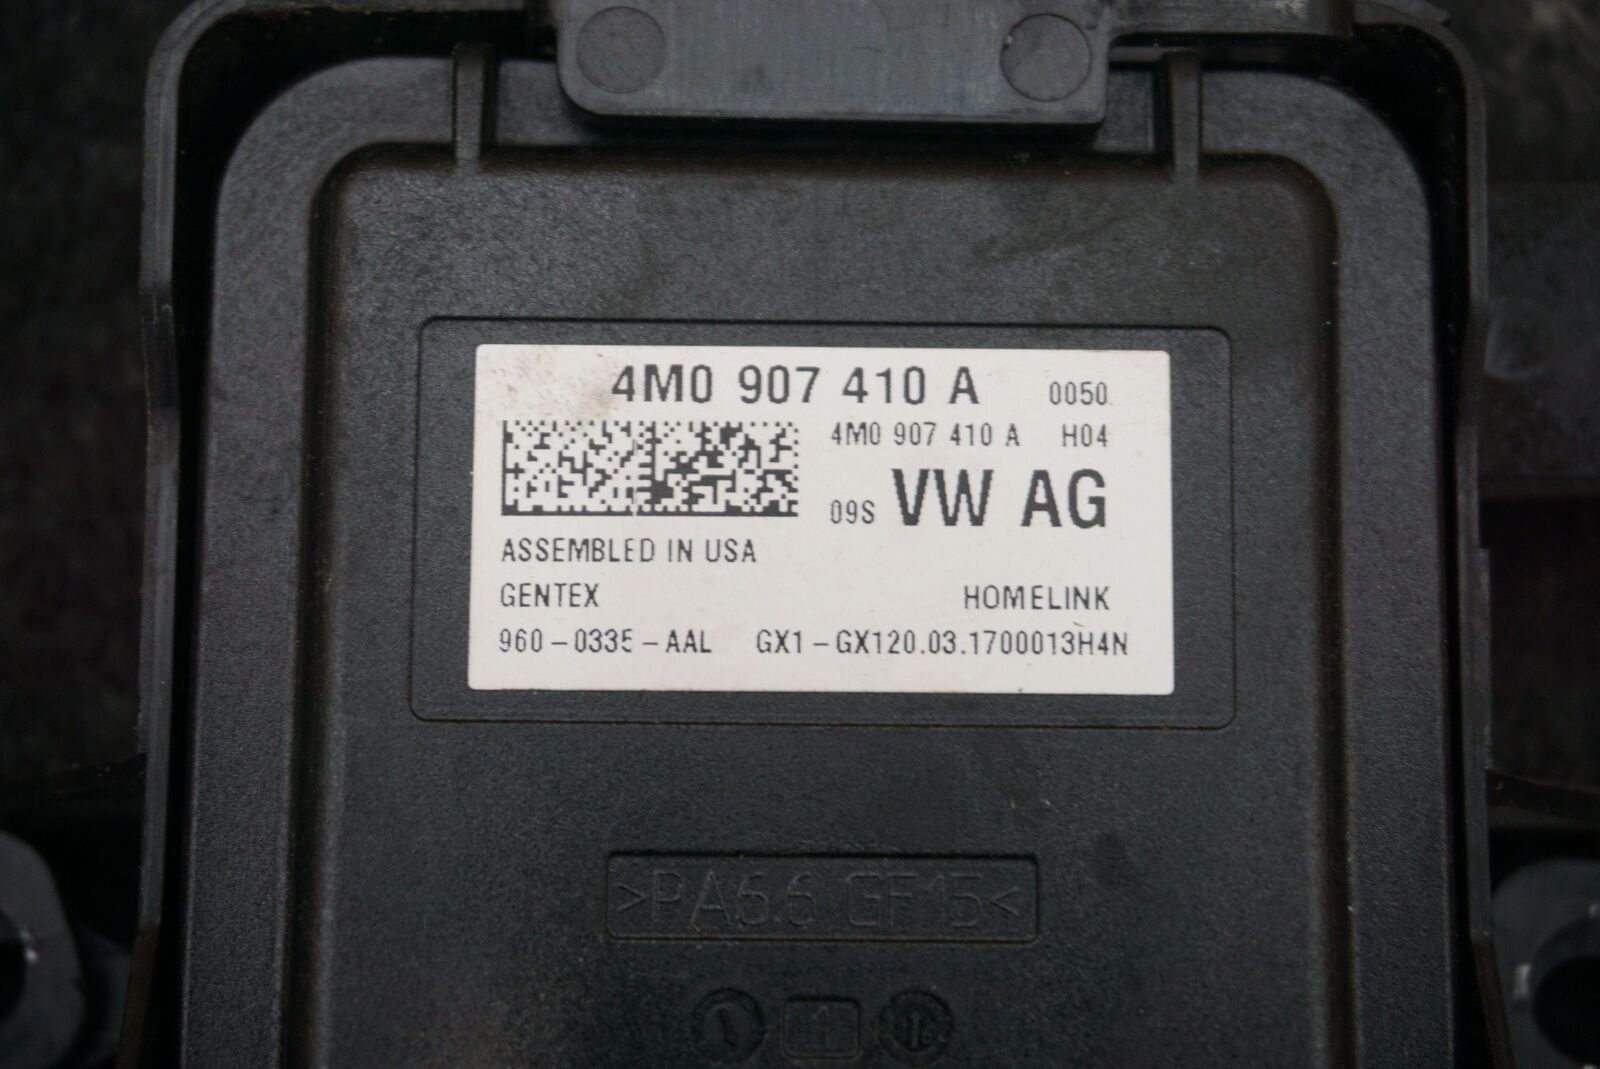 4M0 907 410 A 0050
4M0 907 410 A H04
09S VW AG
ASSEMBLED IN USA
GENTEX HOMELINK
960-0335-AAL GX1-GX120.03.1700013H4N
>PA6.6 GF15<
1